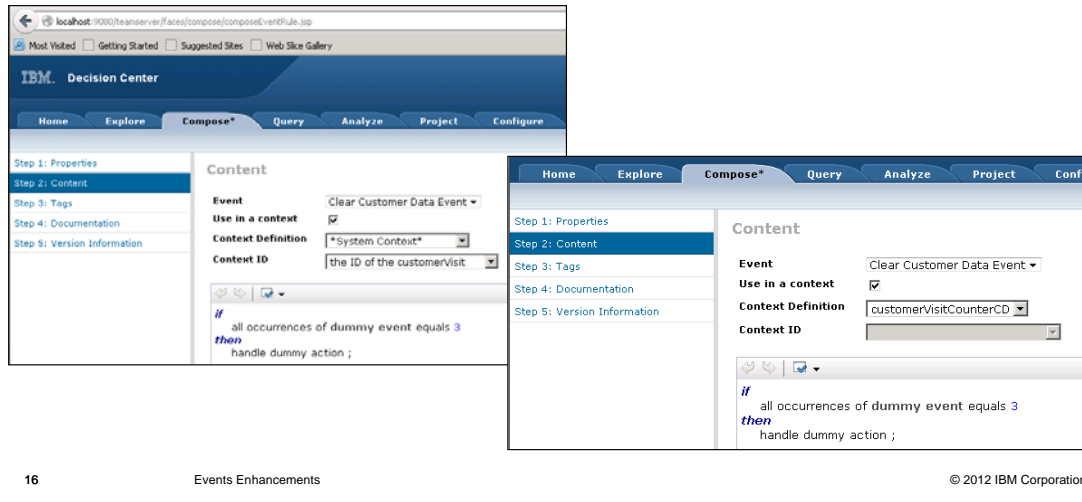 localhost:9000/teamserver/faces/compose/composeEventRule.jsp
Most Visited Getting Started Suggested Sites Web Slice Gallery
IBM. Decision Center
Home Explore Compose* Query Analyze Project Configure
Step 1: Properties
Step 2: Content
Step 3: Tags
Step 4: Documentation
Step 5: Version Information
Content
Event Clear Customer Data Event
Use in a context
Context Definition *System Context*
Context ID the ID of the customerVisit
if
all occurrences of dummy event equals 3
then
handle dummy action ;
Home Explore Compose* Query Analyze Project Conf
Step 1: Properties
Step 2: Content
Step 3: Tags
Step 4: Documentation
Step 5: Version Information
Content
Event Clear Customer Data Event
Use in a context
Context Definition customerVisitCounterCD
Context ID
if
all occurrences of dummy event equals 3
then
handle dummy action ;
16 Events Enhancements © 2012 IBM Corporation